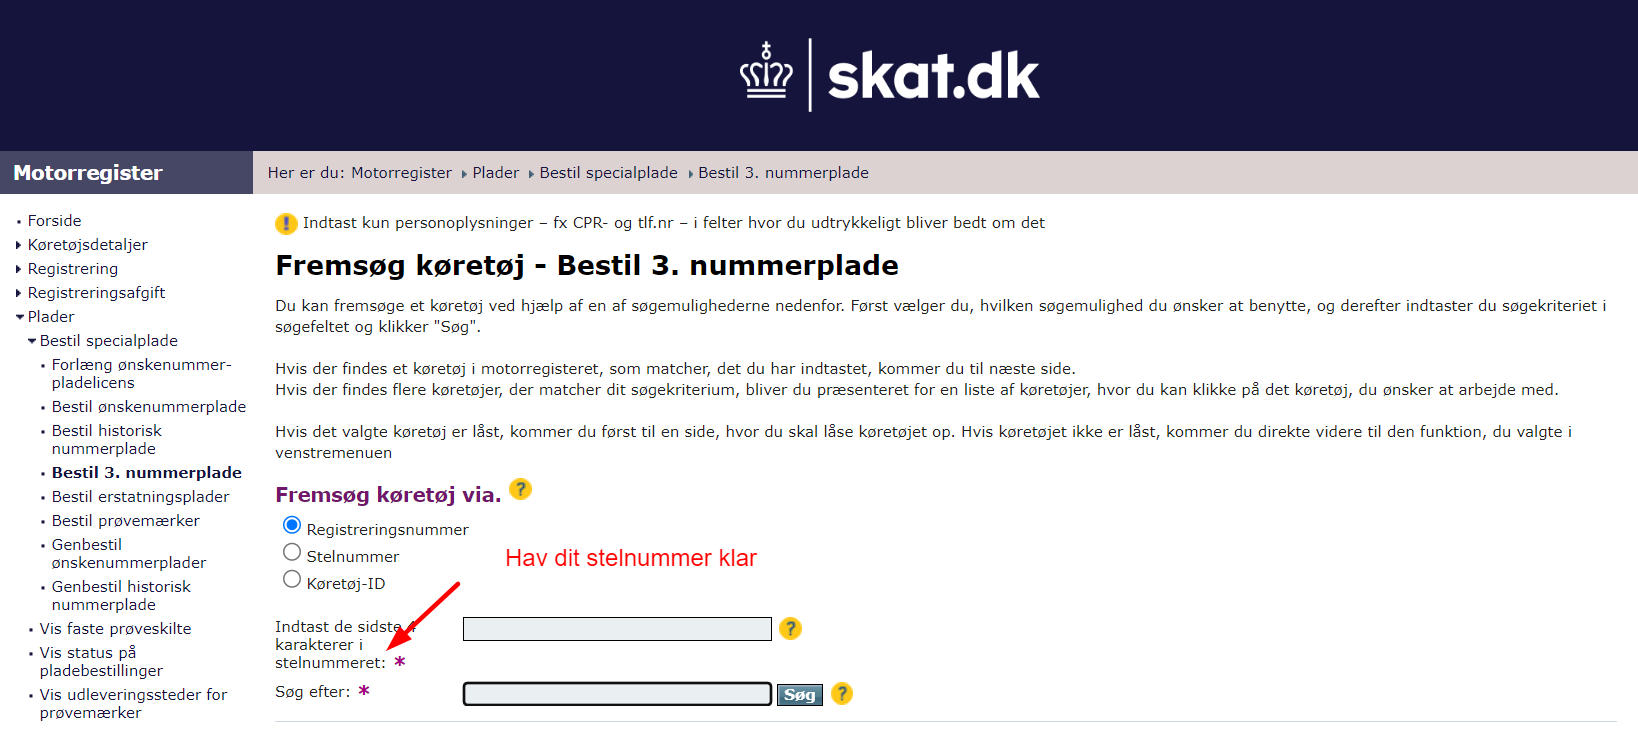 skat.dk
Motorregister
Her er du: Motorregister Plader Bestil specialplade Bestil 3. nummerplade
Forside
Køretøjsdetaljer
Registrering
Registreringsafgift
Plader
Bestil specialplade
Forlæng ønskenummer-
pladelicens
Bestil ønskenummerplade
Bestil historisk
nummerplade
Bestil 3. nummerplade
Bestil erstatningsplader
Bestil prøvemærker
Genbestil
ønskenummerplader
Genbestil historisk
nummerplade
Vis faste prøveskilte
Vis status på
pladebestillinger
Vis udleveringssteder for
prøvemærker
! Indtast kun personoplysninger – fx CPR- og tlf.nr – i felter hvor du udtrykkeligt bliver bedt om det
Fremsøg køretøj - Bestil 3. nummerplade
Du kan fremsøge et køretøj ved hjælp af en af søgemulighederne nedenfor. Først vælger du, hvilken søgemulighed du ønsker at benytte, og derefter indtaster du søgekriteriet i
søgefeltet og klikker "Søg".
Hvis der findes et køretøj i motorregisteret, som matcher, det du har indtastet, kommer du til næste side.
Hvis der findes flere køretøjer, der matcher dit søgekriterium, bliver du præsenteret for en liste af køretøjer, hvor du kan klikke på det køretøj, du ønsker at arbejde med.
Hvis det valgte køretøj er låst, kommer du først til en side, hvor du skal låse køretøjet op. Hvis køretøjet ikke er låst, kommer du direkte videre til den funktion, du valgte i
venstremenuen
Fremsøg køretøj via. ?
Registreringsnummer
Stelnummer
Køretøj-ID
Hav dit stelnummer klar
Indtast de sidste 4
karakterer i
stelnummeret: *
?
Søg efter: * Søg ?